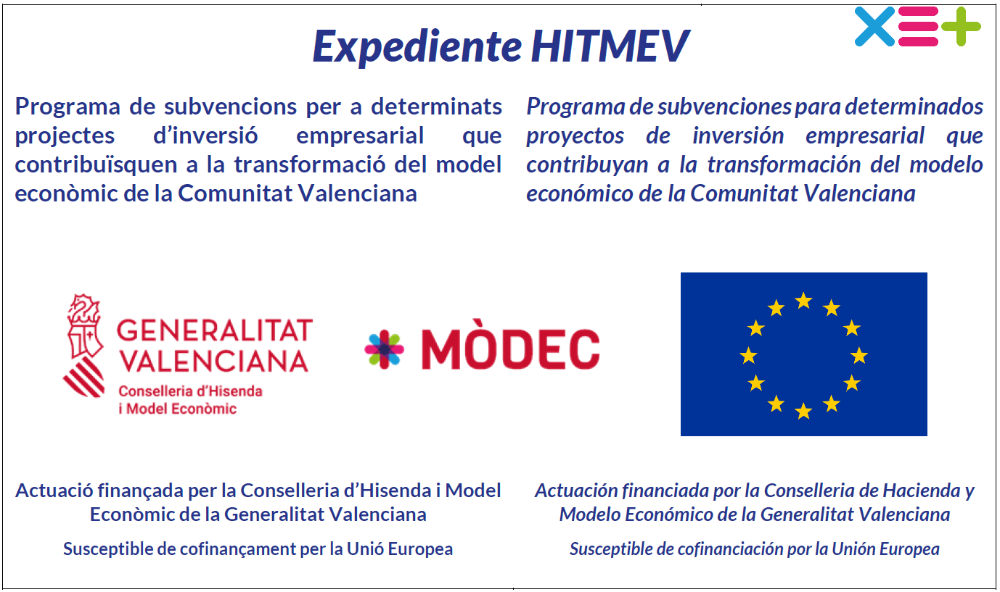 Expediente HITMEV
Programa de subvencions per a determinats
projectes d’inversió empresarial que
contribuïsquen a la transformació del model
econòmic de la Comunitat Valenciana
Programa de subvenciones para determinados
proyectos de inversión empresarial que
contribuyan a la transformación del modelo
económico de la Comunitat Valenciana
GENERALITAT
VALENCIANA
Conselleria d’Hisenda
i Model Econòmic
MÒDEC
Actuació finançada per la Conselleria d’Hisenda i Model
Econòmic de la Generalitat Valenciana
Susceptible de cofinançament per la Unió Europea
Actuación financiada por la Conselleria de Hacienda y
Modelo Económico de la Generalitat Valenciana
Susceptible de cofinanciación por la Unión Europea